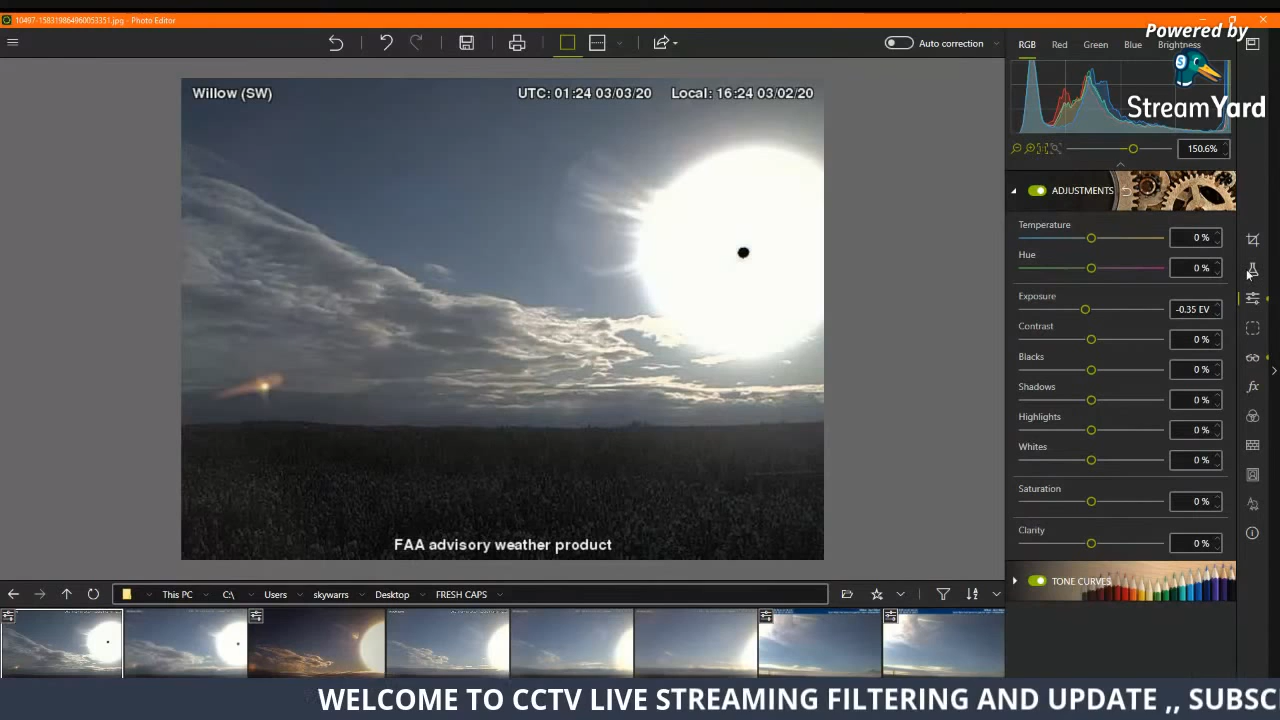 10497-158319864960053351.jpg - Photo Editor
Powered by
StreamYard
Auto correction
RGB Red Green Blue Brightness
150.6%
Willow (SW) UTC: 01:24 03/03/20 Local: 16:24 03/02/20
FAA advisory weather product
ADJUSTMENTS
Temperature
0 %
Hue
0 %
Exposure
-0.35 EV
Contrast
0 %
Blacks
0 %
Shadows
0 %
Highlights
0 %
Whites
0 %
Saturation
0 %
Clarity
0 %
TONE CURVES
This PC C:\ Users skywarrs Desktop FRESH CAPS
WELCOME TO CCTV LIVE STREAMING FILTERING AND UPDATE ,, SUBSC